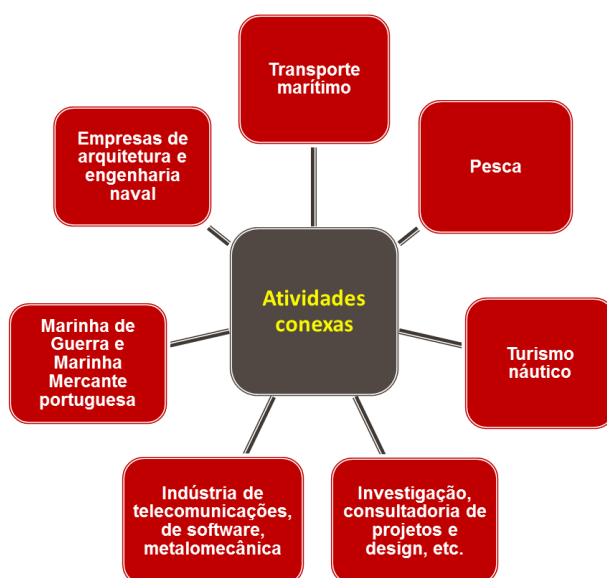 Transporte
marítimo
Empresas de
arquitetura e
engenharia
naval
Pesca
Atividades
conexas
Marinha de
Guerra e
Marinha
Mercante
portuguesa
Turismo
náutico
Indústria de
telecomunicações,
de software,
metalomecânica
Investigação,
consultadoria de
projetos e
design, etc.